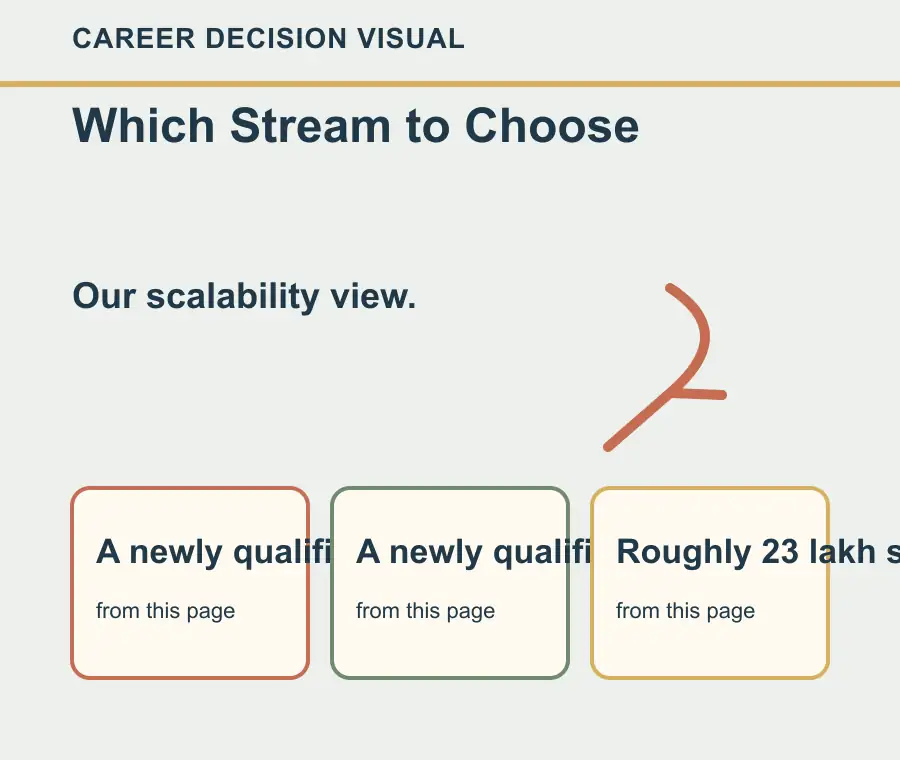 CAREER DECISION VISUAL
Which Stream to Choose
Our scalability view.
A newly qualifi
A newly qualifi
Roughly 23 lakh s
from this page
from this page
from this page